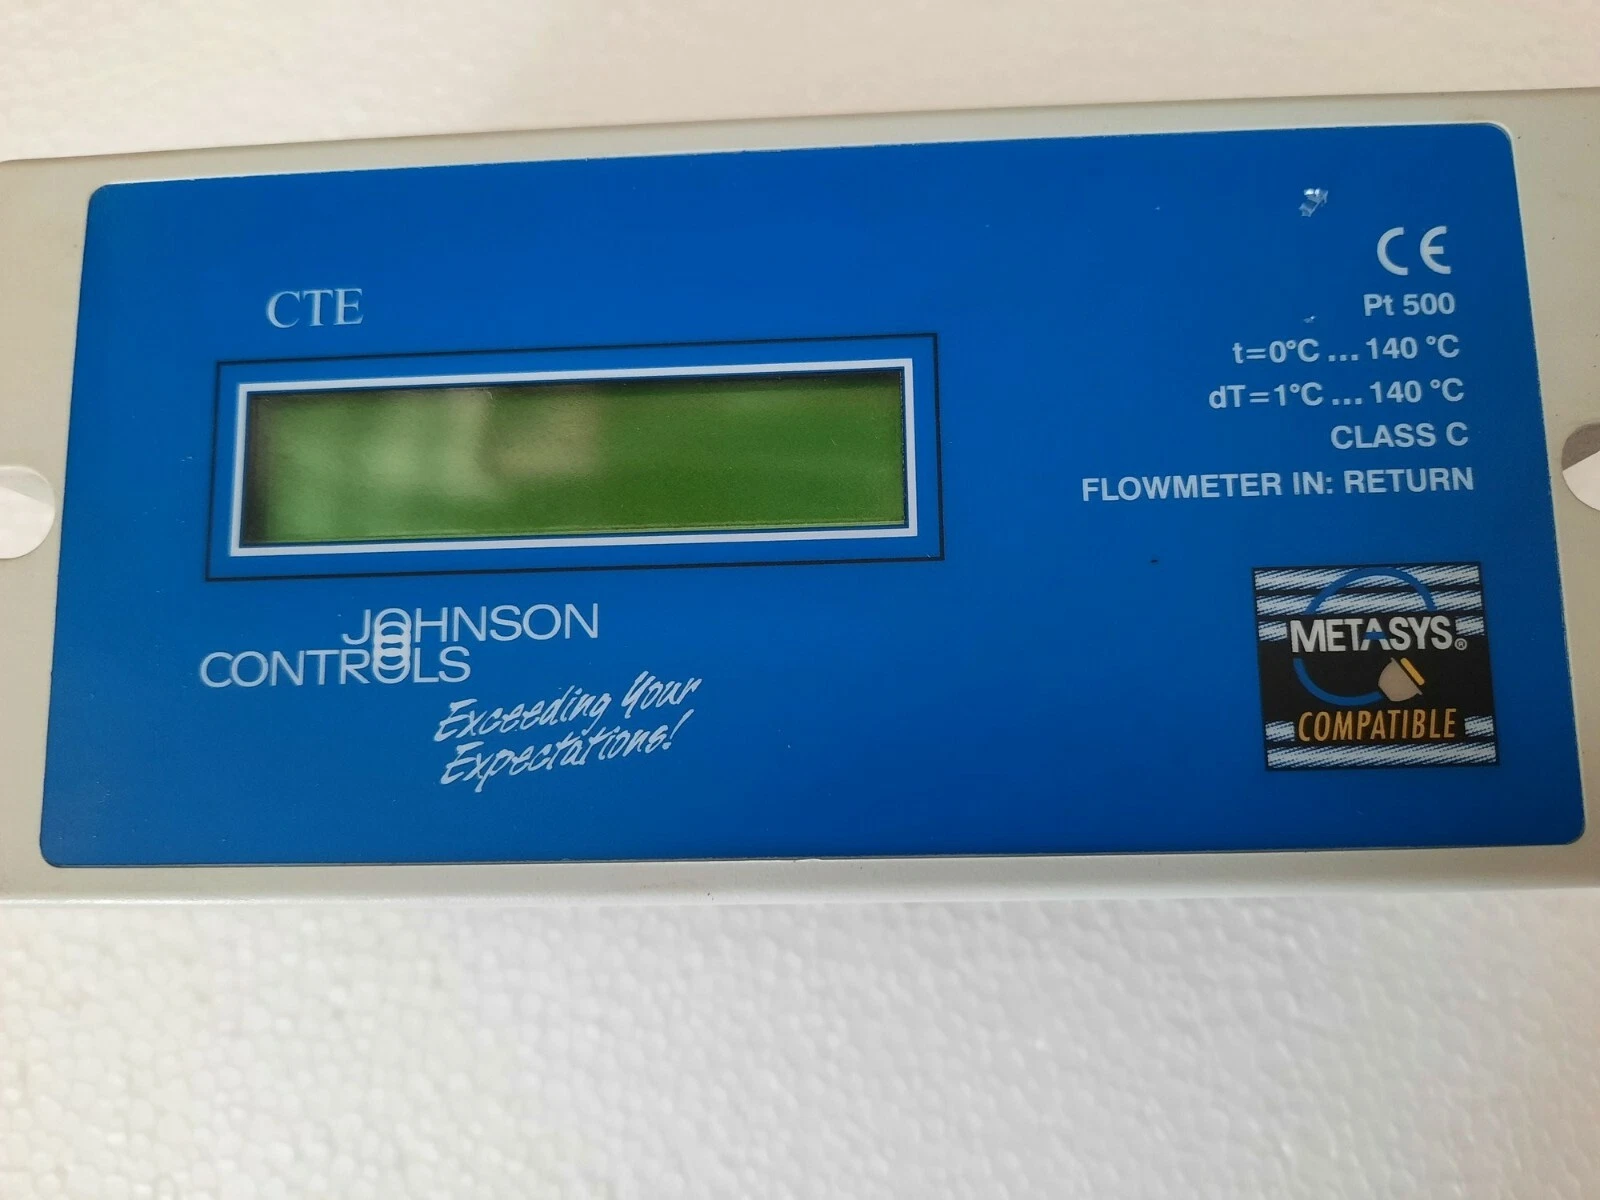 CTE
CE
Pt 500
t=0°C ... 140 °C
dT=1°C ... 140 °C
CLASS C
FLOWMETER IN: RETURN
JOHNSON
CONTROLS
Exceeding Your
Expectations!
METASYS®
COMPATIBLE